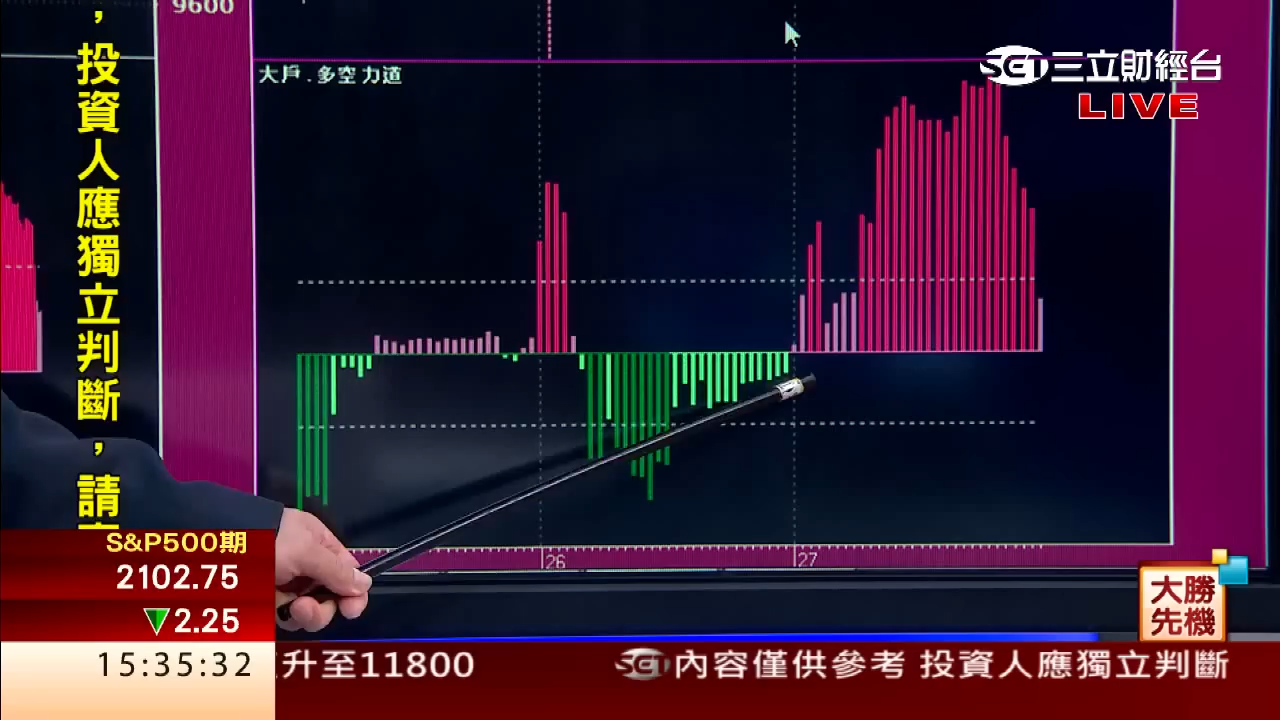 9600
大戶.多空力道
SET三立財經台
LIVE
，投資人應獨立判斷，請
26
27
S&P500期
2102.75
▼2.25
15:35:32
升至11800
SET內容僅供參考 投資人應獨立判斷
大勝
先機